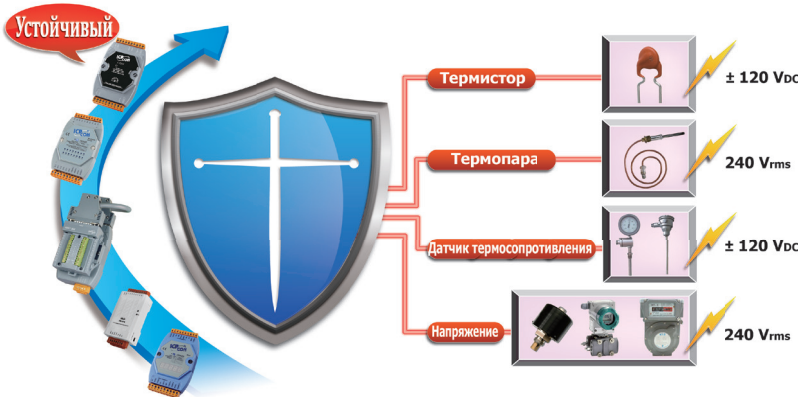 Устойчивый
Термистор
± 120 VDC
Термопара
240 Vrms
Датчик термосопротивления
± 120 VDC
Напряжение
240 Vrms